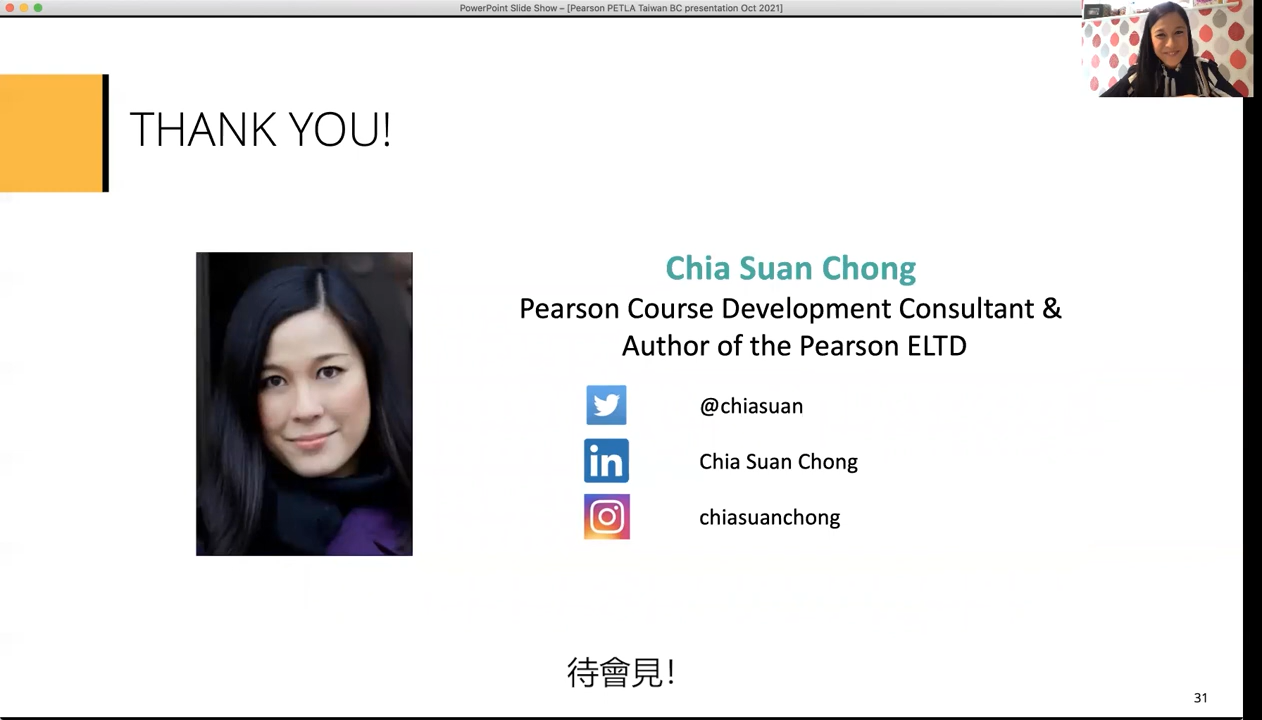 PowerPoint Slide Show – [Pearson PETLA Taiwan BC presentation Oct 2021]
THANK YOU!
Chia Suan Chong
Pearson Course Development Consultant &
Author of the Pearson ELTD
@chiasuan
in
Chia Suan Chong
chiasuanchong
待會見!
31